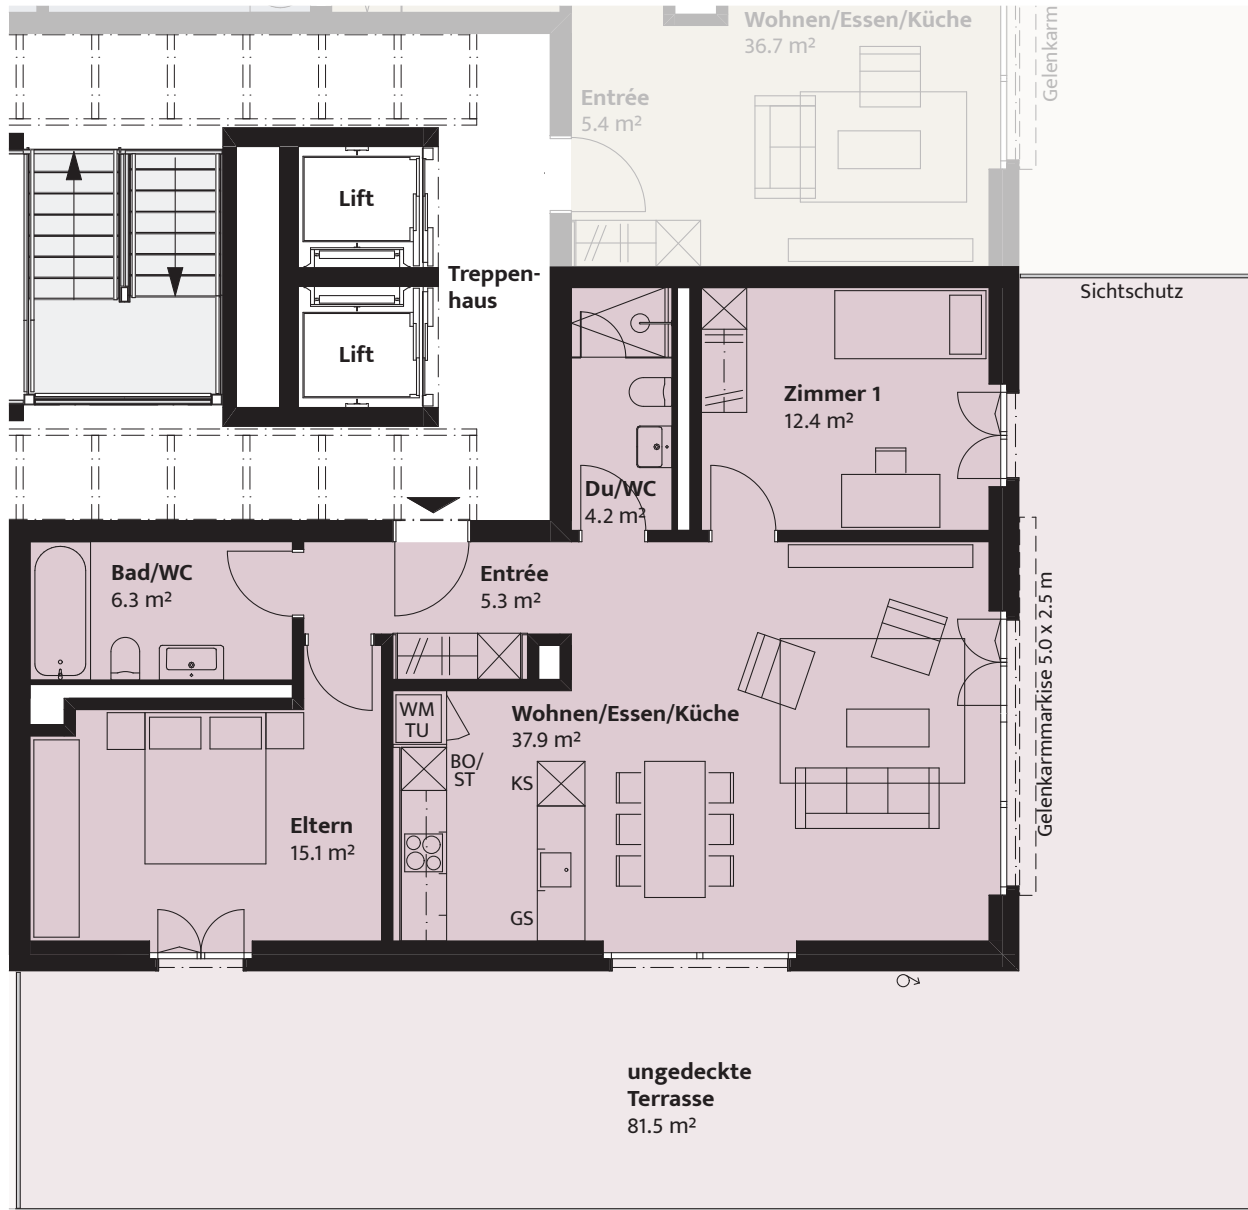 Wohnen/Essen/Küche
36.7 m²
Gelenkarm
Entrée
5.4 m²
Lift
Treppen-
haus
Lift
Sichtschutz
Zimmer 1
12.4 m²
Du/WC
4.2 m²
Bad/WC
6.3 m²
Entrée
5.3 m²
Gelenkarmmarkise 5.0 x 2.5 m
WM
TU
Wohnen/Essen/Küche
37.9 m²
BO/
ST
KS
Eltern
15.1 m²
GS
ungedeckte
Terrasse
81.5 m²